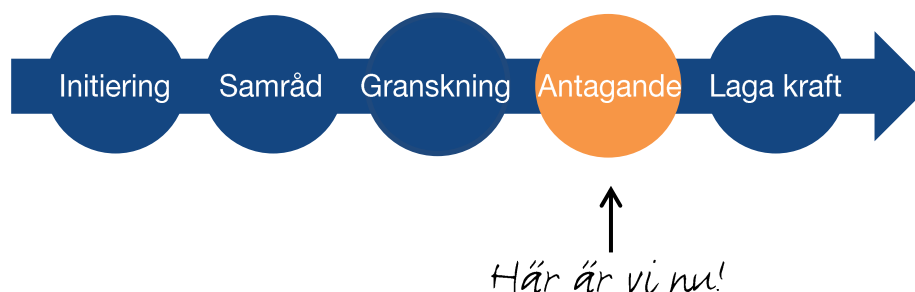 Initiering Samråd Granskning Antagande Laga kraft
Här är vi nu!